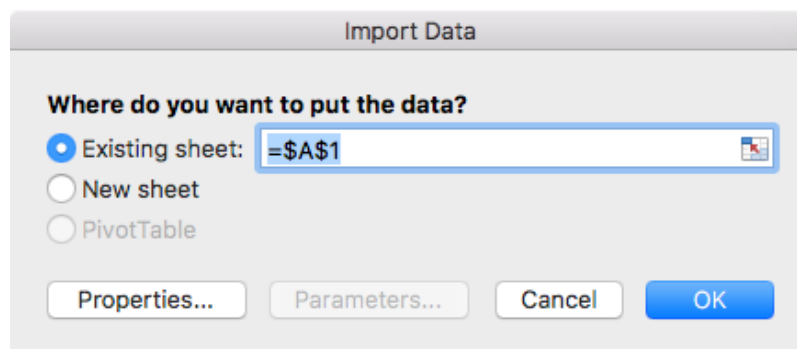 Import Data
Where do you want to put the data?
Existing sheet: =$A$1
New sheet
PivotTable
Properties... Parameters... Cancel OK